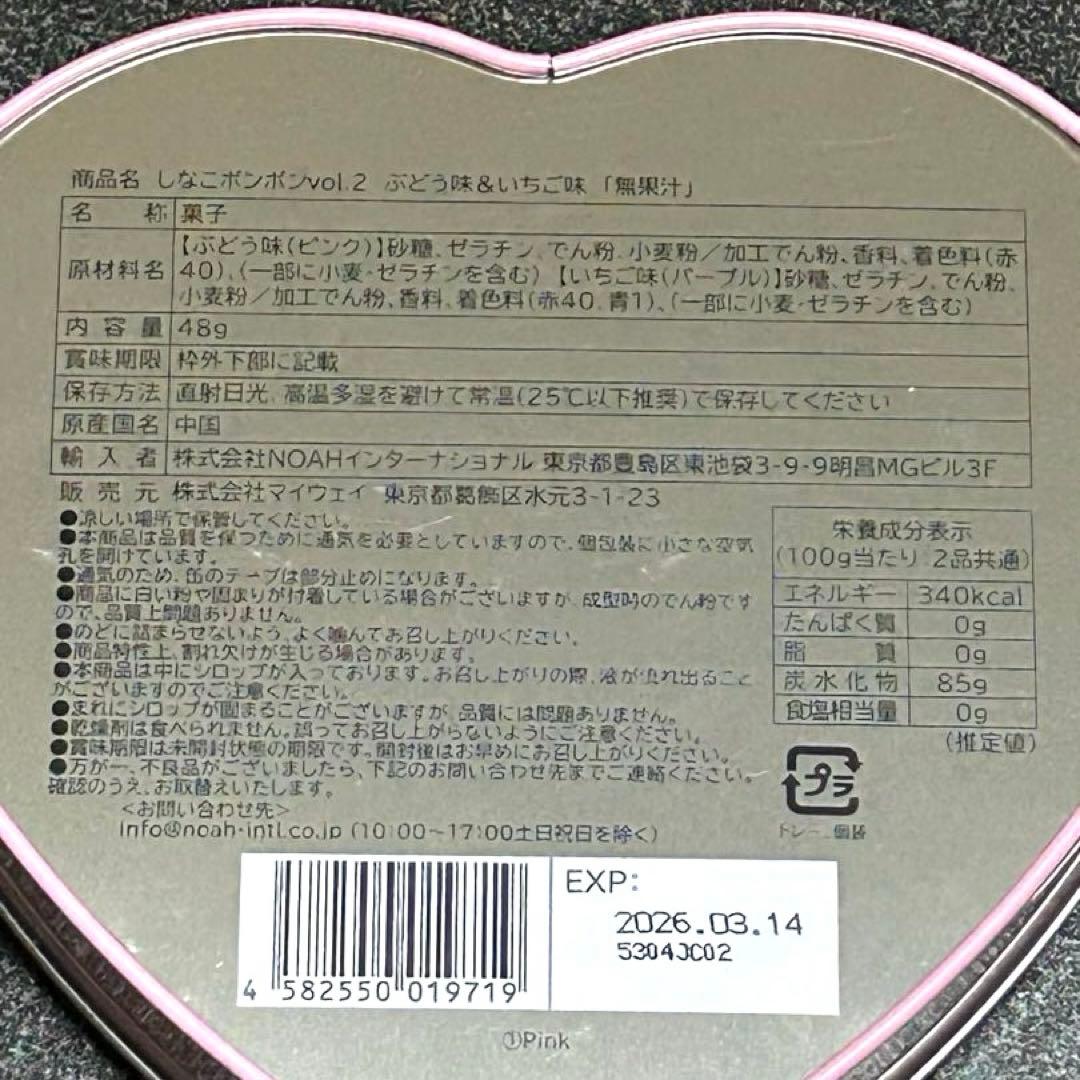 商品名 しなこボンボンvol.2 ぶどう味&いちご味 「無果汁」
名 称 菓子
原材料名 【ぶどう味(ピンク)】砂糖、ゼラチン、でん粉、小麦粉/加工でん粉、香料、着色料(赤
40)、(一部に小麦・ゼラチンを含む) 【いちご味(パープル)】砂糖、ゼラチン、でん粉、
小麦粉/加工でん粉、香料、着色料(赤40、青1)、(一部に小麦・ゼラチンを含む)
内 容 量 48g
賞味期限 枠外下部に記載
保存方法 直射日光、高温多湿を避けて常温(25℃以下推奨)で保存してください
原産国名 中国
輸 入 者 株式会社NOAHインターナショナル 東京都豊島区東池袋3-9-9明昌MGビル3F
販 売 元 株式会社マイウェイ 東京都葛飾区水元3-1-23
●涼しい場所で保管してください。
●本商品は品質を保つために通気を必要としていますので、個包装に小さな空気
孔を開けています。
●通気のため、缶のテープは部分止めになります。
●商品に白い粉や固まりが付着している場合がございますが、成型時のでん粉です
ので、品質上問題ありません。
●のどに詰まらせないよう、よく噛んでお召し上がりください。
●商品特性上、割れ欠けが生じる場合があります。
●本商品は中にシロップが入っております。お召し上がりの際、液が流れ出ること
がございますのでご注意ください。
●まれにシロップが固まることがございますが、品質には問題ありません。
●乾燥剤は食べられません。誤ってお召し上がらないようにご注意ください。
●賞味期限は未開封状態の期限です。開封後はお早めにお召し上がりください。
●万が一、不良品がございましたら、下記のお問い合わせ先までご連絡ください。
確認のうえ、お取替えいたします。
<お問い合わせ先>
Info@noah-intl.co.jp (10:00~17:00土日祝日を除く)
栄養成分表示
(100g当たり 2品共通)
エネルギー 340kcal
たんぱく質 0g
脂 質 0g
炭水化物 85g
食塩相当量 0g
(推定値)
プラ
トレー、個装
4 582550 019719
EXP:
2026.03.14
5304JC02
①Pink